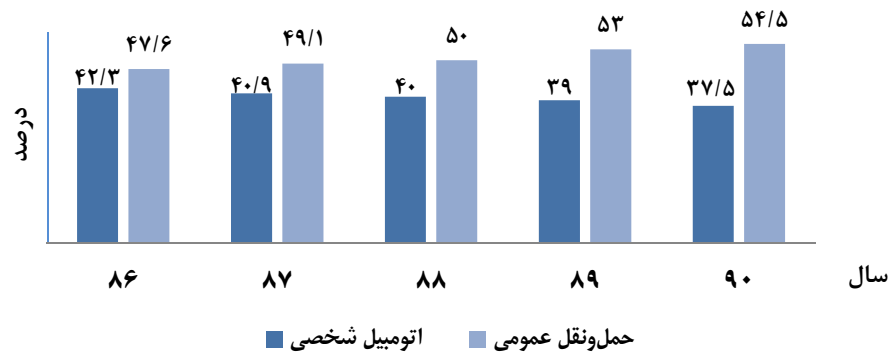 ۴۲/۳ ۴۷/۶ ۴۰/۹ ۴۹/۱ ۴۰ ۵۰ ۳۹ ۵۳ ۳۷/۵ ۵۴/۵
درصد
۸۶ ۸۷ ۸۸ ۸۹ ۹۰ سال
اتومبیل شخصی حمل‌ونقل عمومی